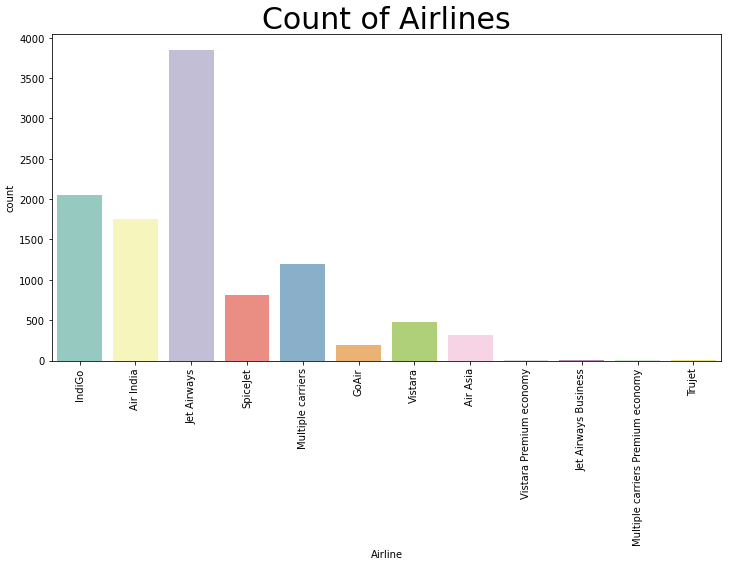 Count of Airlines
4000
3500
3000
2500
2000
1500
1000
500
0
count
IndiGo
Air India
Jet Airways
SpiceJet
Multiple carriers
GoAir
Vistara
Air Asia
Vistara Premium economy
Jet Airways Business
Multiple carriers Premium economy
Trujet
Airline